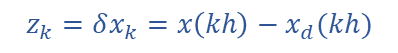 z_k = δx_k = x(kh) − x_d(kh)